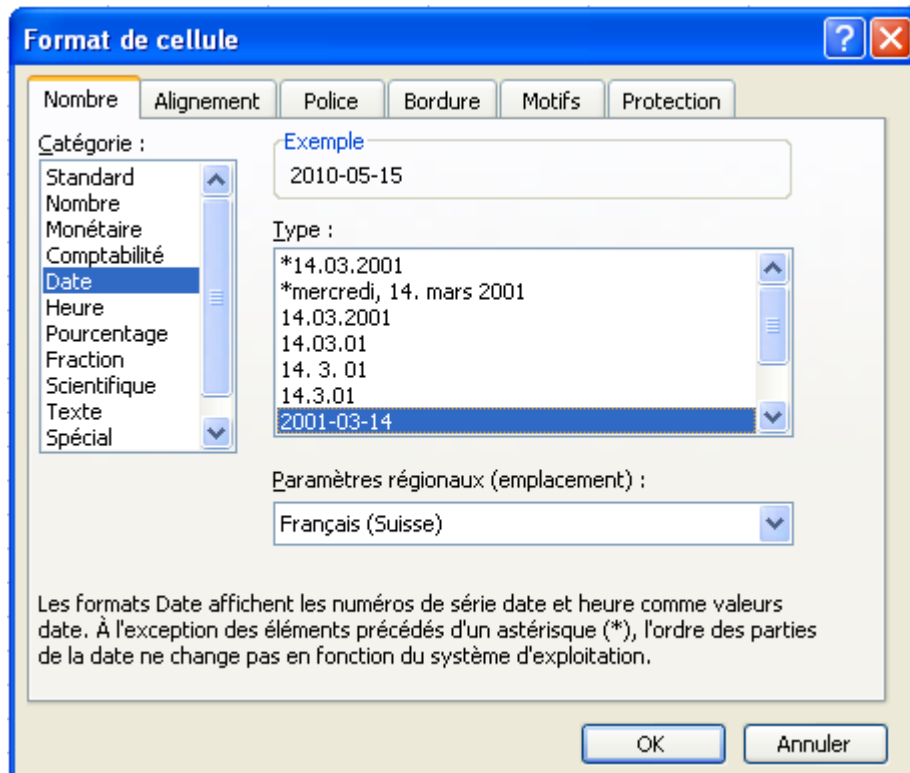 Format de cellule
Nombre
Alignement
Police
Bordure
Motifs
Protection
Catégorie :
Standard
Nombre
Monétaire
Comptabilité
Date
Heure
Pourcentage
Fraction
Scientifique
Texte
Spécial
Exemple
2010-05-15
Type :
*14.03.2001
*mercredi, 14. mars 2001
14.03.2001
14.03.01
14. 3. 01
14.3.01
2001-03-14
Paramètres régionaux (emplacement) :
Français (Suisse)
Les formats Date affichent les numéros de série date et heure comme valeurs
date. À l'exception des éléments précédés d'un astérisque (*), l'ordre des parties
de la date ne change pas en fonction du système d'exploitation.
OK
Annuler